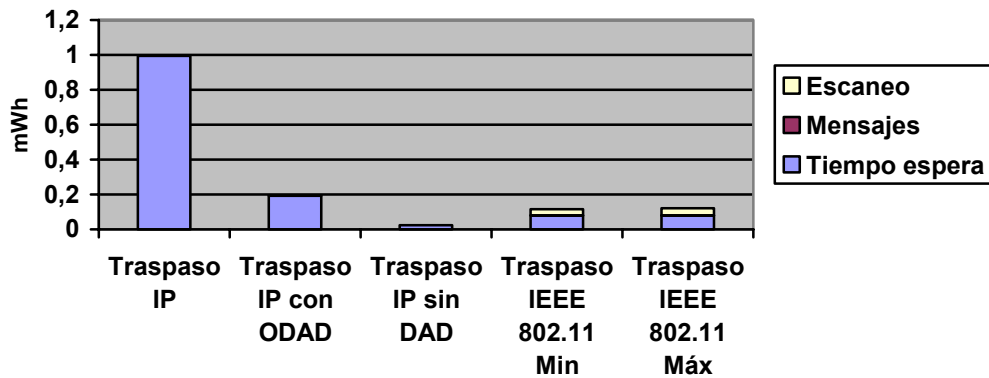 1,2
1
0,8
0,6
0,4
0,2
0
mWh
Traspaso
IP
Traspaso
IP con
ODAD
Traspaso
IP sin
DAD
Traspaso
IEEE
802.11
Min
Traspaso
IEEE
802.11
Máx
Escaneo
Mensajes
Tiempo espera